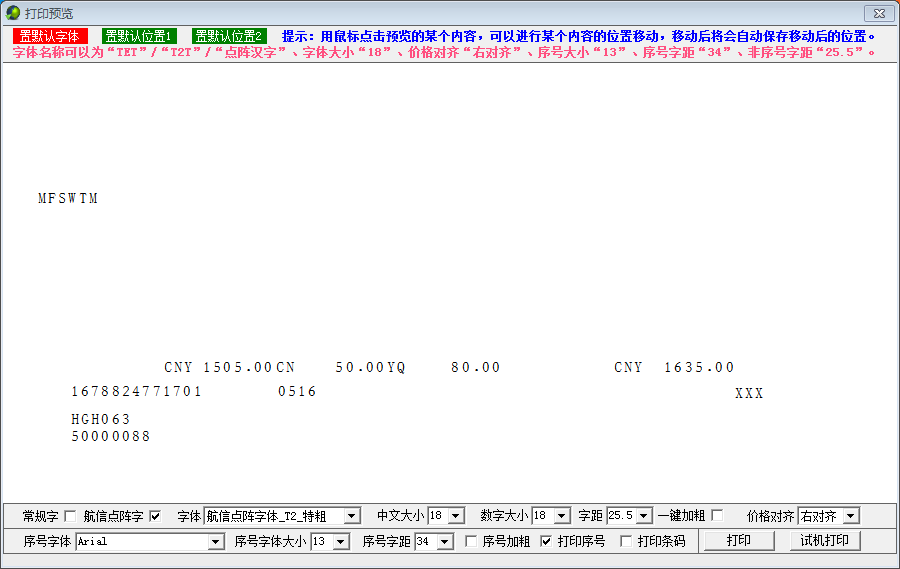 打印预览
置默认字体 置默认位置1 置默认位置2 提示：用鼠标点击预览的某个内容，可以进行某个内容的位置移动，移动后将会自动保存移动后的位置。
字体名称可以为“TET”/“T2T”/“点阵汉字”、字体大小“18”、价格对齐“右对齐”、序号大小“13”、序号字距“34”、非序号字距“25.5”。
MFSWTM
CNY 1505.00CN 50.00YQ 80.00 CNY 1635.00
1678824771701 0516 XXX
HGH063
50000088
常规字 航信点阵字 字体 航信点阵字体_T2_特粗 中文大小 18 数字大小 18 字距 25.5 一键加粗 价格对齐 右对齐
序号字体 Arial 序号字体大小 13 序号字距 34 序号加粗 打印序号 打印条码 打印 试机打印